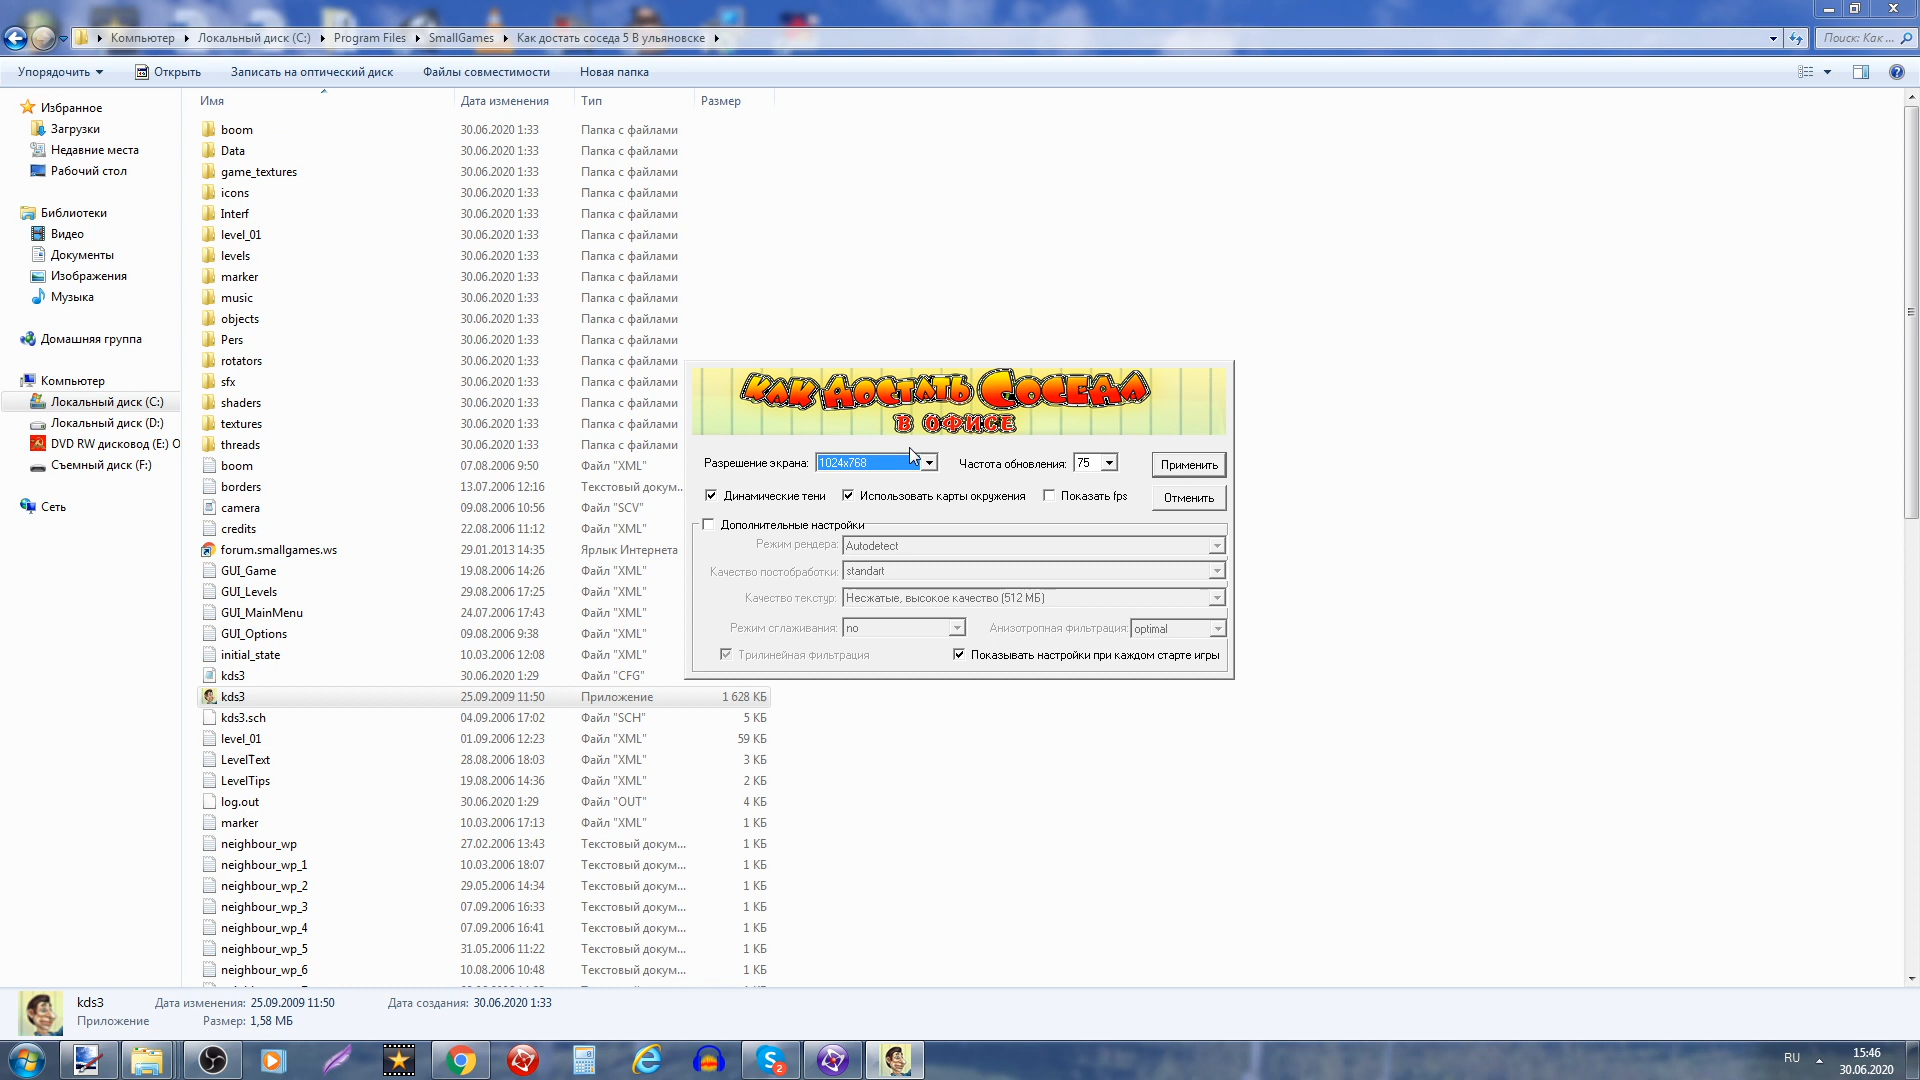 Компьютер ▸ Локальный диск (C:) ▸ Program Files ▸ SmallGames ▸ Как достать соседа 5 В ульяновске ▸
Поиск: Как ...
Упорядочить Открыть Записать на оптический диск Файлы совместимости Новая папка
Имя Дата изменения Тип Размер
Избранное
Загрузки
Недавние места
Рабочий стол
Библиотеки
Видео
Документы
Изображения
Музыка
Домашняя группа
Компьютер
Локальный диск (C:)
Локальный диск (D:)
DVD RW дисковод (E:) O
Съемный диск (F:)
Сеть
boom 30.06.2020 1:33 Папка с файлами
Data 30.06.2020 1:33 Папка с файлами
game_textures 30.06.2020 1:33 Папка с файлами
icons 30.06.2020 1:33 Папка с файлами
Interf 30.06.2020 1:33 Папка с файлами
level_01 30.06.2020 1:33 Папка с файлами
levels 30.06.2020 1:33 Папка с файлами
marker 30.06.2020 1:33 Папка с файлами
music 30.06.2020 1:33 Папка с файлами
objects 30.06.2020 1:33 Папка с файлами
Pers 30.06.2020 1:33 Папка с файлами
rotators 30.06.2020 1:33 Папка с файлами
sfx 30.06.2020 1:33 Папка с файлами
shaders 30.06.2020 1:33 Папка с файлами
textures 30.06.2020 1:33 Папка с файлами
threads 30.06.2020 1:33 Папка с файлами
boom 07.08.2006 9:50 Файл "XML"
borders 13.07.2006 12:16 Текстовый докум...
camera 09.08.2006 10:56 Файл "SCV"
credits 22.08.2006 11:12 Файл "XML"
forum.smallgames.ws 29.01.2013 14:35 Ярлык Интернета
GUI_Game 19.08.2006 14:26 Файл "XML"
GUI_Levels 29.08.2006 17:25 Файл "XML"
GUI_MainMenu 24.07.2006 17:43 Файл "XML"
GUI_Options 09.08.2006 9:38 Файл "XML"
initial_state 10.03.2006 12:08 Файл "XML"
kds3 30.06.2020 1:29 Файл "CFG"
kds3 25.09.2009 11:50 Приложение 1 628 КБ
kds3.sch 04.09.2006 17:02 Файл "SCH" 5 КБ
level_01 01.09.2006 12:23 Файл "XML" 59 КБ
LevelText 28.08.2006 18:03 Файл "XML" 3 КБ
LevelTips 19.08.2006 14:36 Файл "XML" 2 КБ
log.out 30.06.2020 1:29 Файл "OUT" 4 КБ
marker 10.03.2006 17:13 Файл "XML" 1 КБ
neighbour_wp 27.02.2006 13:43 Текстовый докум... 1 КБ
neighbour_wp_1 10.03.2006 18:07 Текстовый докум... 1 КБ
neighbour_wp_2 29.05.2006 14:34 Текстовый докум... 1 КБ
neighbour_wp_3 07.09.2006 16:33 Текстовый докум... 1 КБ
neighbour_wp_4 07.09.2006 16:41 Текстовый докум... 1 КБ
neighbour_wp_5 31.05.2006 11:22 Текстовый докум... 1 КБ
neighbour_wp_6 10.08.2006 10:48 Текстовый докум... 1 КБ
Как Достать Соседа
В ОФИСЕ
Разрешение экрана: 1024x768 Частота обновления: 75 Применить
Динамические тени Использовать карты окружения Показать fps Отменить
Дополнительные настройки
Режим рендера: Autodetect
Качество постобработки: standart
Качество текстур: Несжатые, высокое качество (512 МБ)
Режим сглаживания: no Анизотропная фильтрация: optimal
Трилинейная фильтрация Показывать настройки при каждом старте игры
kds3 Дата изменения: 25.09.2009 11:50 Дата создания: 30.06.2020 1:33
Приложение Размер: 1,58 МБ
2
RU
15:46
30.06.2020